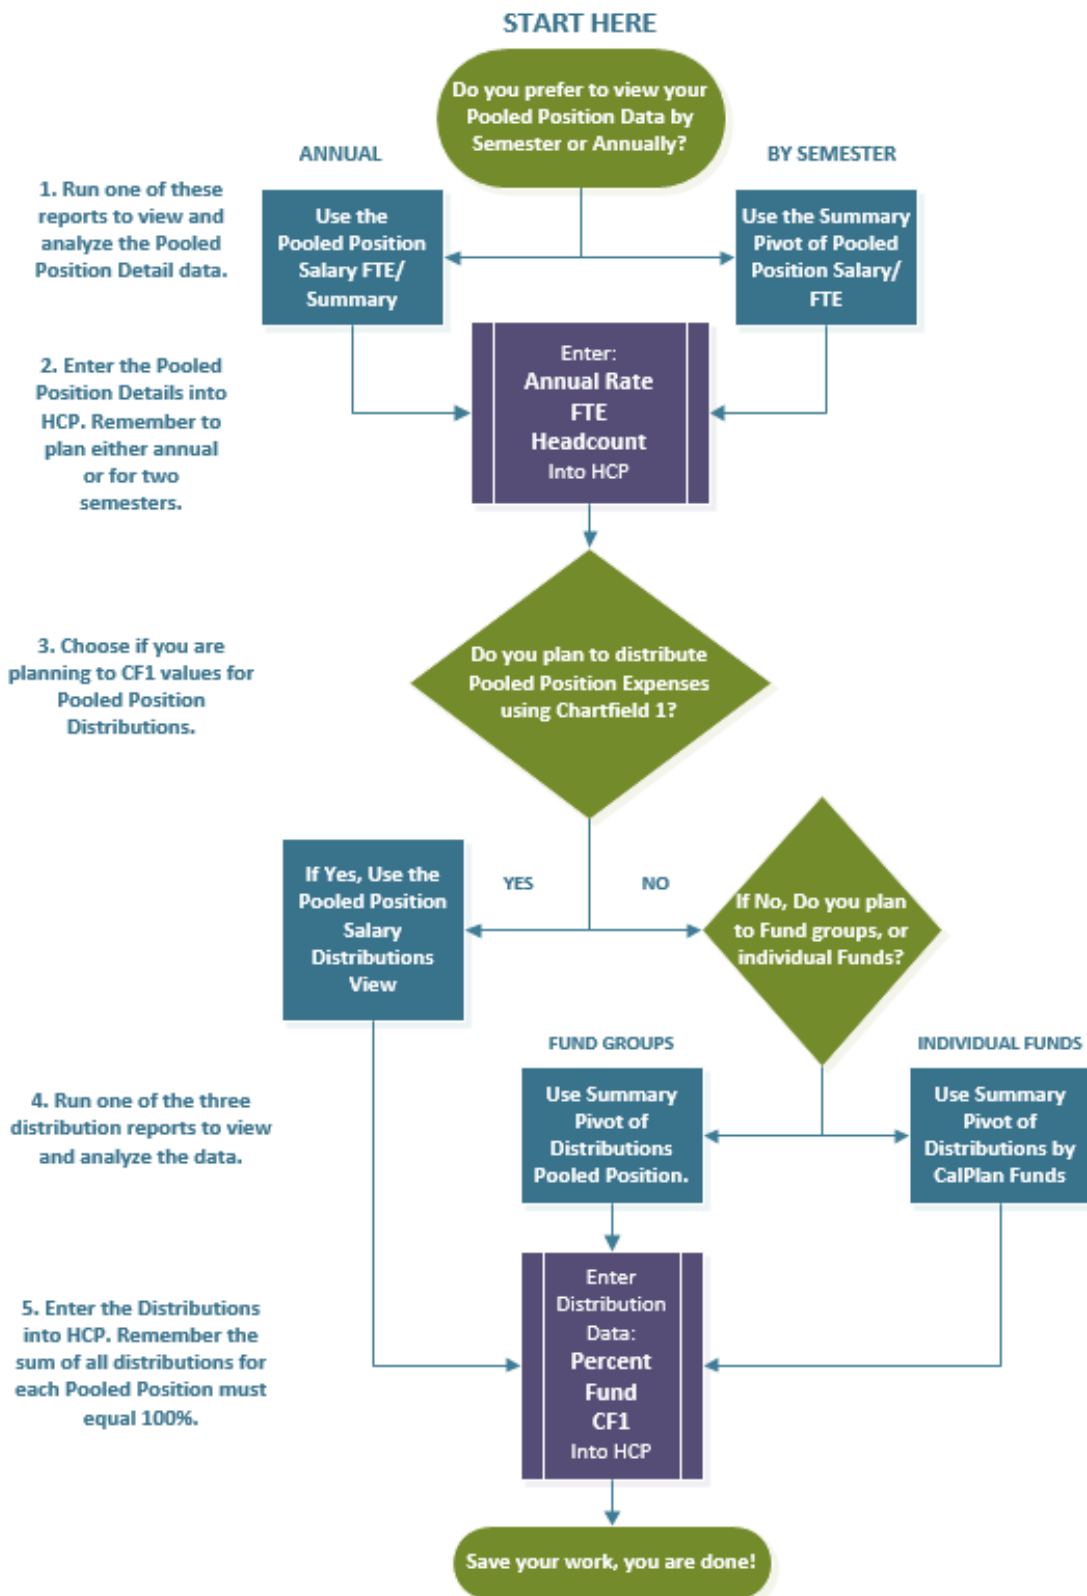 START HERE
Do you prefer to view your
Pooled Position Data by
Semester or Annually?
ANNUAL
BY SEMESTER
1. Run one of these
reports to view and
analyze the Pooled
Position Detail data.
Use the
Pooled Position
Salary FTE/
Summary
Use the Summary
Pivot of Pooled
Position Salary/
FTE
2. Enter the Pooled
Position Details into
HCP. Remember to
plan either annual
or for two
semesters.
Enter:
Annual Rate
FTE
Headcount
Into HCP
3. Choose if you are
planning to CF1 values for
Pooled Position
Distributions.
Do you plan to distribute
Pooled Position Expenses
using Chartfield 1?
If Yes, Use the
Pooled Position
Salary
Distributions
View
YES
NO
If No, Do you plan
to Fund groups, or
individual Funds?
FUND GROUPS
INDIVIDUAL FUNDS
4. Run one of the three
distribution reports to view
and analyze the data.
Use Summary
Pivot of
Distributions
Pooled Position.
Use Summary
Pivot of
Distributions by
CalPlan Funds
5. Enter the Distributions
into HCP. Remember the
sum of all distributions for
each Pooled Position must
equal 100%.
Enter
Distribution
Data:
Percent
Fund
CF1
Into HCP
Save your work, you are done!